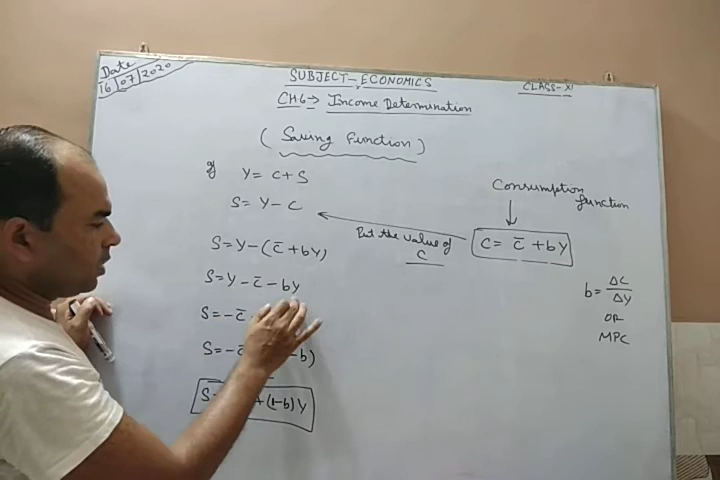 Date
16/07/2020
SUBJECT-ECONOMICS
CLASS-XI
CH6-> Income Determination
(Saving Function)
If Y = C + S
S = Y - C
Consumption function
C = c̄ + bY
Put the value of C
S = Y - (c̄ + bY)
S = Y - c̄ - bY
S = - c̄
S = - c̄ - b)
S = + (1-b) Y
b = ΔC/ΔY
OR
MPC